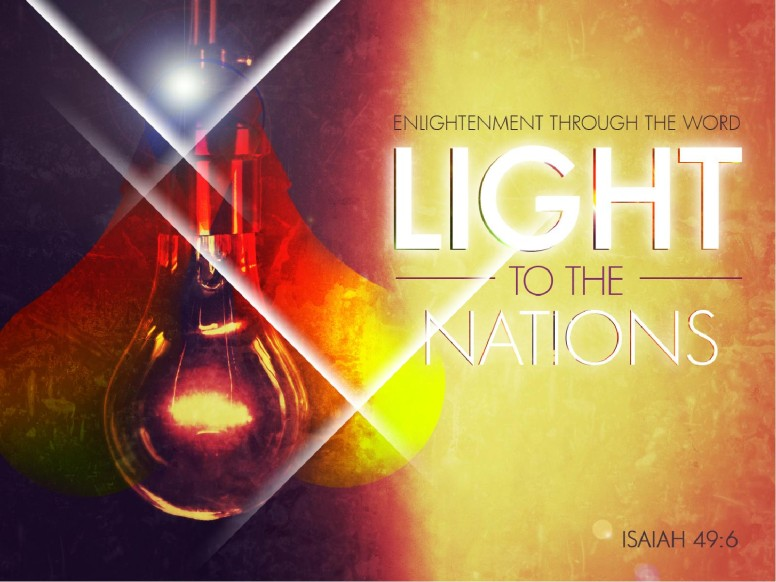 ENLIGHTENMENT THROUGH THE WORD
LIGHT
TO THE
NATIONS
ISAIAH 49:6